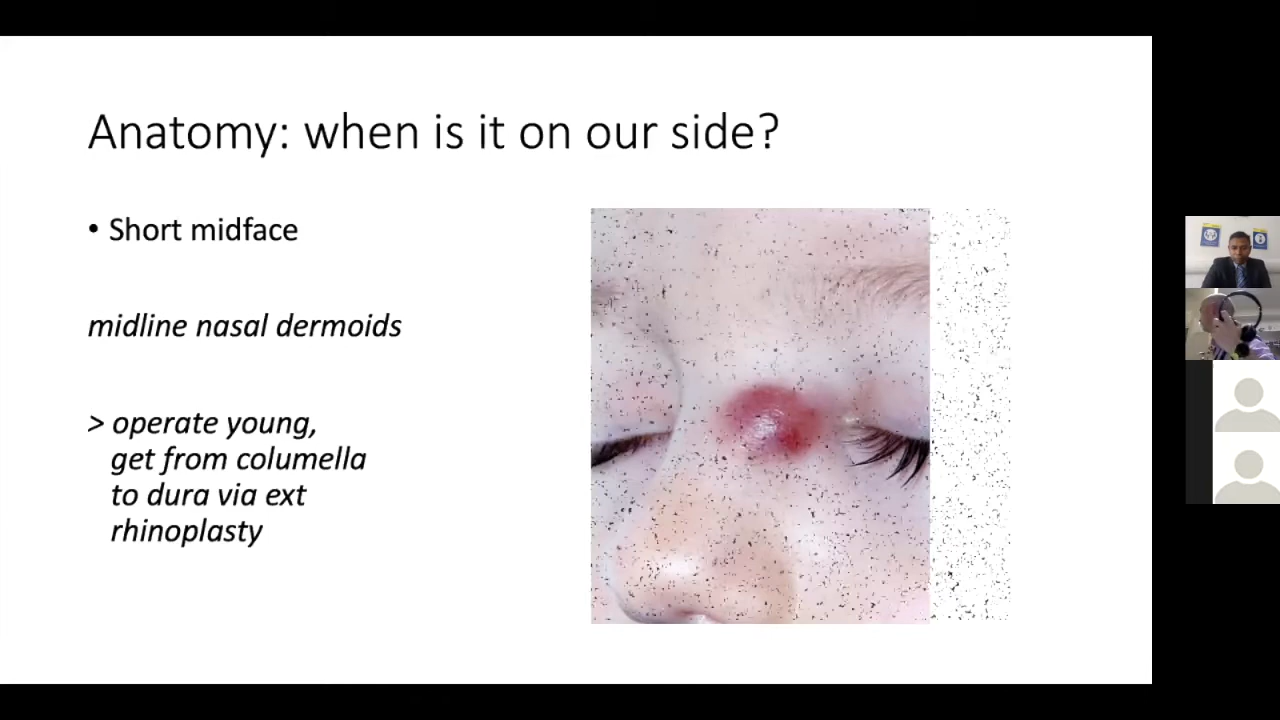 Anatomy: when is it on our side?
• Short midface
midline nasal dermoids
> operate young,
get from columella
to dura via ext
rhinoplasty